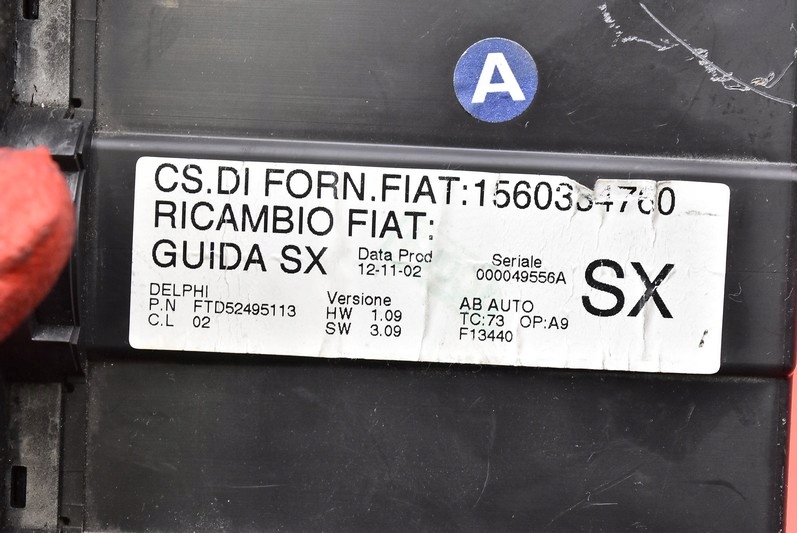 A
CS.DI FORN.FIAT:1560384760
RICAMBIO FIAT:
GUIDA SX
Data Prod
12-11-02
Seriale
000049556A
SX
DELPHI
P.N FTD52495113
C.L 02
Versione
HW 1.09
SW 3.09
AB AUTO
TC:73 OP:A9
F13440